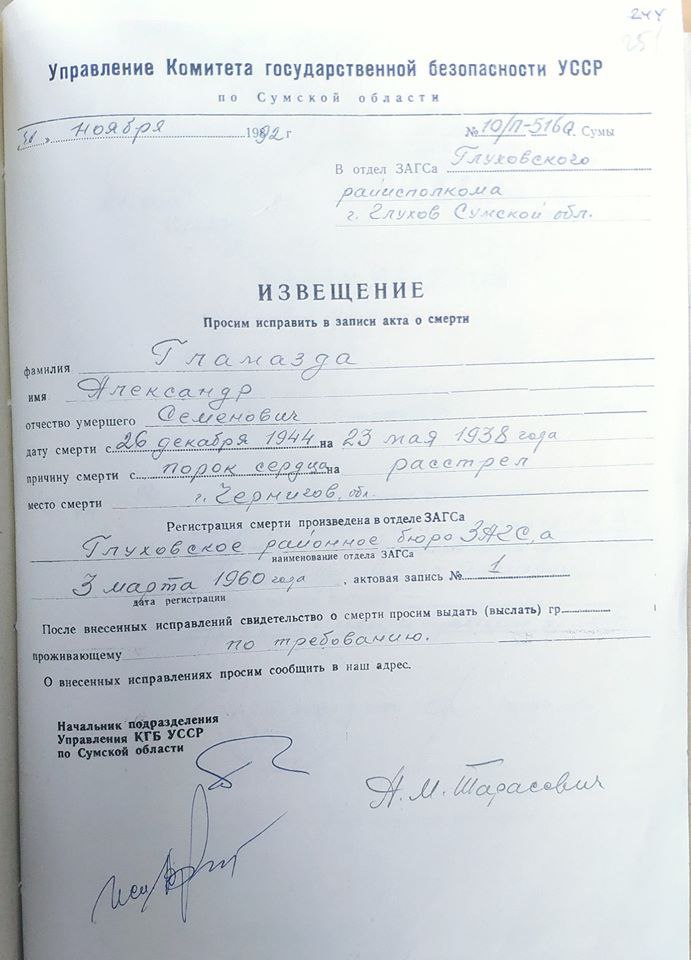 244
251
Управление Комитета государственной безопасности УССР
по Сумской области
" ноября 1992 г № 10/П-5160 г. Сумы
В отдел ЗАГСа Глуховского
райисполкома
г. Глухов Сумской обл.
ИЗВЕЩЕНИЕ
Просим исправить в записи акта о смерти
фамилия Гламазда
имя Александр
отчество умершего Семенович
дату смерти с 26 декабря 1944 на 23 мая 1938 года
причину смерти с порок сердца на расстрел
место смерти г. Чернигов, обл.
Регистрация смерти произведена в отделе ЗАГСа
Глуховское районное бюро ЗАГС, а
наименование отдела ЗАГСа
3 марта 1960 года, актовая запись № 1
дата регистрации
После внесенных исправлений свидетельство о смерти просим выдать (выслать) гр.
проживающему по требованию.
О внесенных исправлениях просим сообщить в наш адрес.
Начальник подразделения
Управления КГБ УССР
по Сумской области
А. М. Тарасович